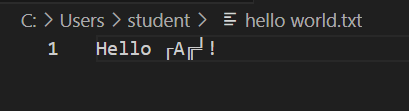 C: > Users > student > hello world.txt
1 Hello ┌A╔╛!